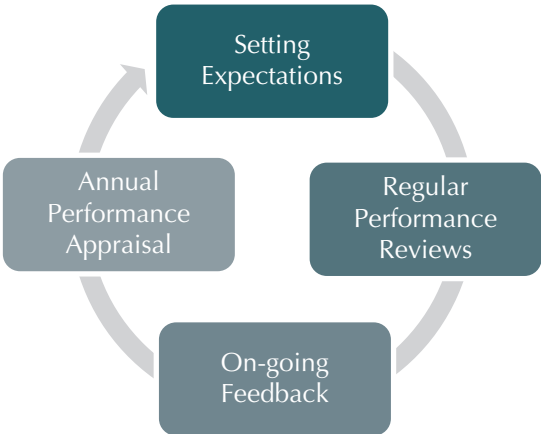 Setting
Expectations
Regular
Performance
Reviews
On-going
Feedback
Annual
Performance
Appraisal